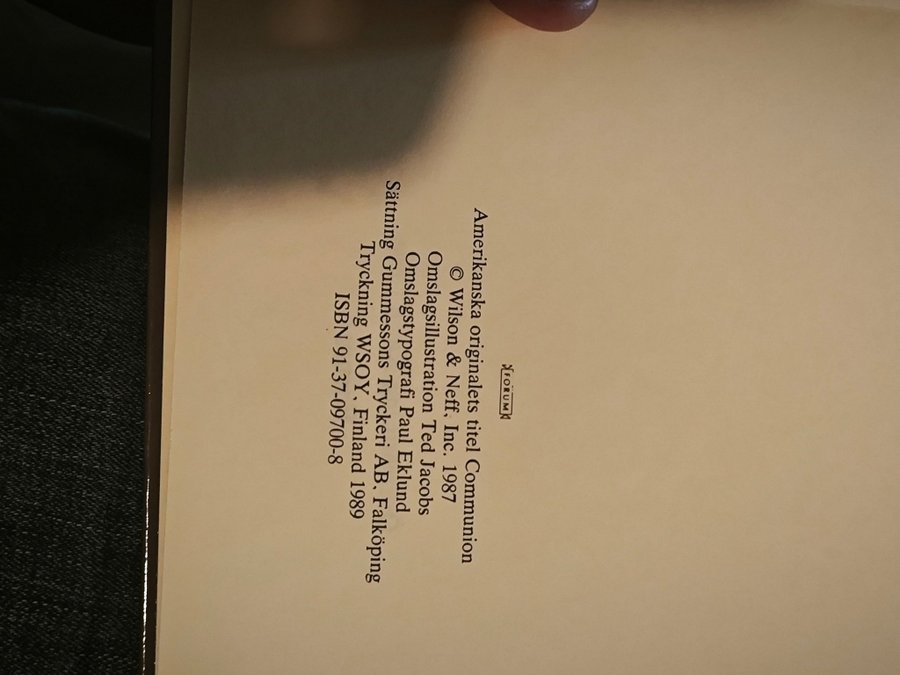 FORUM
Amerikanska originalets titel Communion
© Wilson & Neff, Inc. 1987
Omslagsillustration Ted Jacobs
Omslagstypografi Paul Eklund
Sättning Gummessons Tryckeri AB, Falköping
Tryckning WSOY, Finland 1989
ISBN 91-37-09700-8